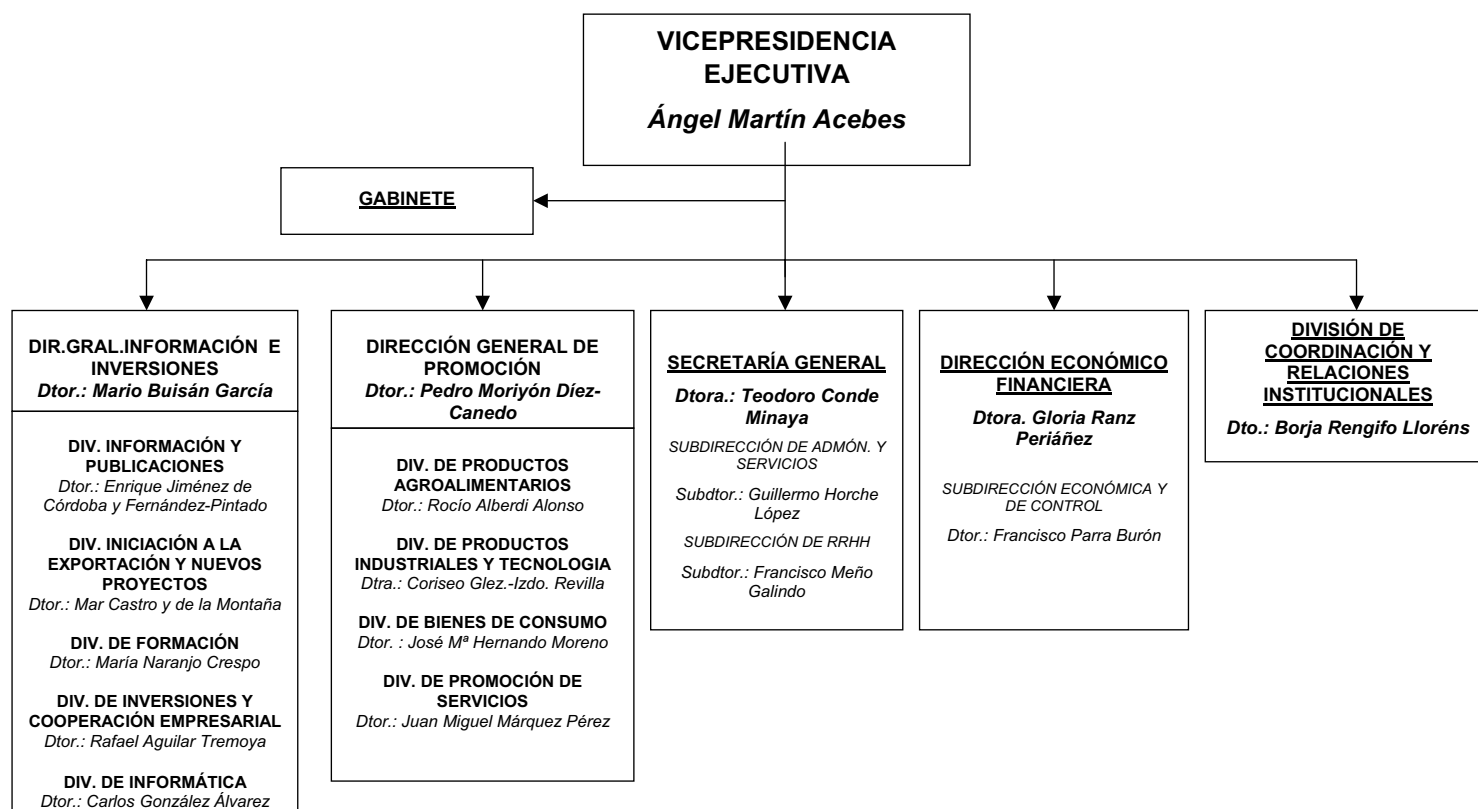 VICEPRESIDENCIA
EJECUTIVA
Ángel Martín Acebes
GABINETE
DIR.GRAL.INFORMACIÓN E
INVERSIONES
Dtor.: Mario Buisán García
DIV. INFORMACIÓN Y
PUBLICACIONES
Dtor.: Enrique Jiménez de
Córdoba y Fernández-Pintado
DIV. INICIACIÓN A LA
EXPORTACIÓN Y NUEVOS
PROYECTOS
Dtor.: Mar Castro y de la Montaña
DIV. DE FORMACIÓN
Dtor.: María Naranjo Crespo
DIV. DE INVERSIONES Y
COOPERACIÓN EMPRESARIAL
Dtor.: Rafael Aguilar Tremoya
DIV. DE INFORMÁTICA
Dtor.: Carlos González Álvarez
DIRECCIÓN GENERAL DE
PROMOCIÓN
Dtor.: Pedro Moriyón Díez-
Canedo
DIV. DE PRODUCTOS
AGROALIMENTARIOS
Dtor.: Rocío Alberdi Alonso
DIV. DE PRODUCTOS
INDUSTRIALES Y TECNOLOGIA
Dtra.: Coriseo Glez.-Izdo. Revilla
DIV. DE BIENES DE CONSUMO
Dtor. : José Mª Hernando Moreno
DIV. DE PROMOCIÓN DE
SERVICIOS
Dtor.: Juan Miguel Márquez Pérez
SECRETARÍA GENERAL
Dtora.: Teodoro Conde
Minaya
SUBDIRECCIÓN DE ADMÓN. Y
SERVICIOS
Subdtor.: Guillermo Horche
López
SUBDIRECCIÓN DE RRHH
Subdtor.: Francisco Meño
Galindo
DIRECCIÓN ECONÓMICO
FINANCIERA
Dtora. Gloria Ranz
Periáñez
SUBDIRECCIÓN ECONÓMICA Y
DE CONTROL
Dtor.: Francisco Parra Burón
DIVISIÓN DE
COORDINACIÓN Y
RELACIONES
INSTITUCIONALES
Dto.: Borja Rengifo Lloréns